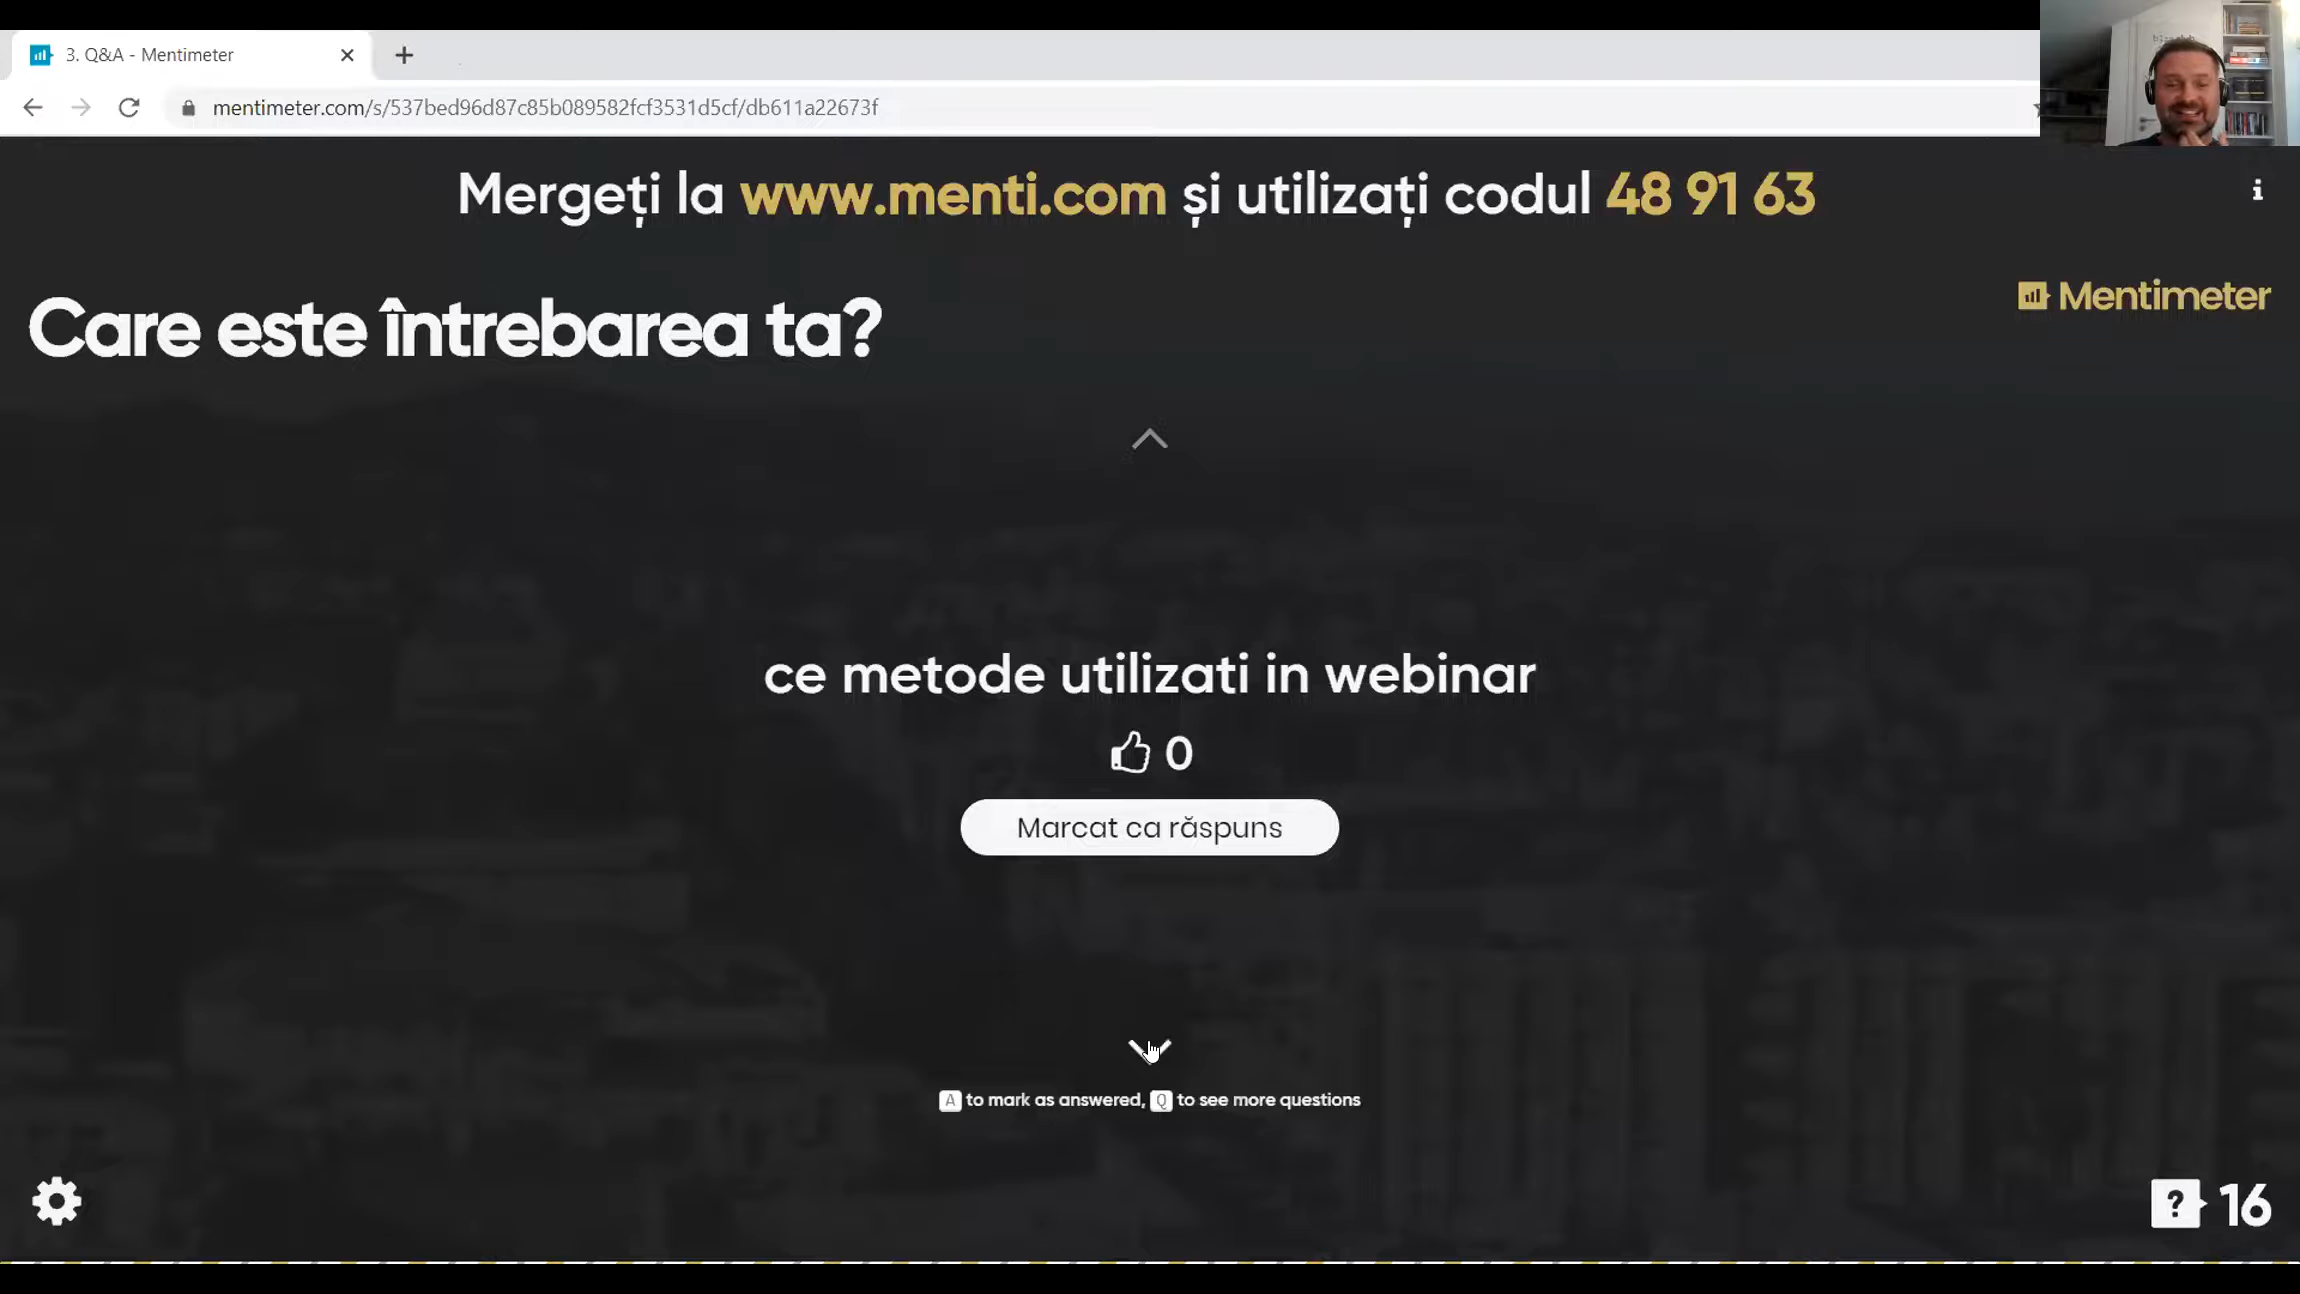 3. Q&A - Mentimeter
mentimeter.com/s/537bed96d87c85b089582fcf3531d5cf/db611a22673f
Mergeți la www.menti.com și utilizați codul 48 91 63
Mentimeter
Care este întrebarea ta?
ce metode utilizati in webinar
0
Marcat ca răspuns
A to mark as answered, Q to see more questions
? 16